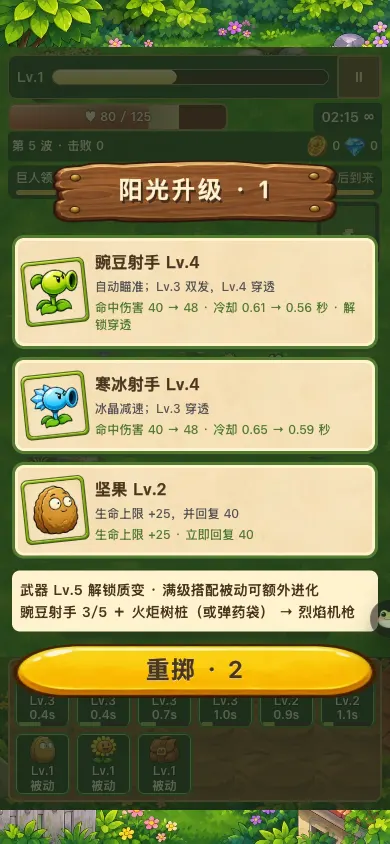 Lv.1
80 / 125
02:15 ∞
第 5 波 · 击败 0
0
0
巨人领
后到来
阳光升级 · 1
豌豆射手 Lv.4
自动瞄准；Lv.3 双发，Lv.4 穿透
命中伤害 40 → 48 · 冷却 0.61 → 0.56 秒 · 解
锁穿透
寒冰射手 Lv.4
冰晶减速；Lv.3 穿透
命中伤害 40 → 48 · 冷却 0.65 → 0.59 秒
坚果 Lv.2
生命上限 +25，并回复 40
生命上限 +25 · 立即回复 40
武器 Lv.5 解锁质变 · 满级搭配被动可额外进化
豌豆射手 3/5 + 火炬树桩（或弹药袋） → 烈焰机枪
重掷 · 2
Lv.3 Lv.3 Lv.3 Lv.3 Lv.2 Lv.2
0.4s 0.4s 0.7s 1.0s 0.9s 1.1s
Lv.1 Lv.1 Lv.1
被动 被动 被动